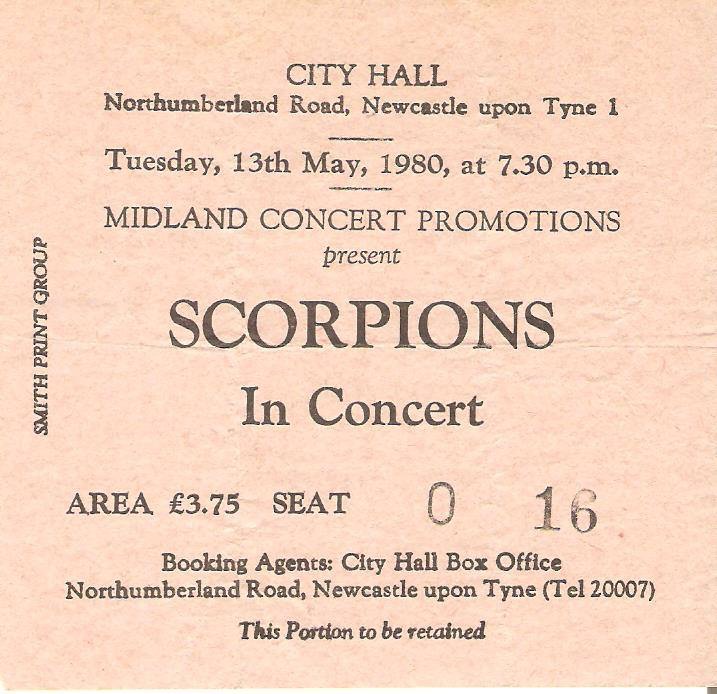 CITY HALL
Northumberland Road, Newcastle upon Tyne 1
Tuesday, 13th May, 1980, at 7.30 p.m.
MIDLAND CONCERT PROMOTIONS
present
SCORPIONS
In Concert
AREA £3.75 SEAT O 16
Booking Agents: City Hall Box Office
Northumberland Road, Newcastle upon Tyne (Tel 20007)
This Portion to be retained
SMITH PRINT GROUP